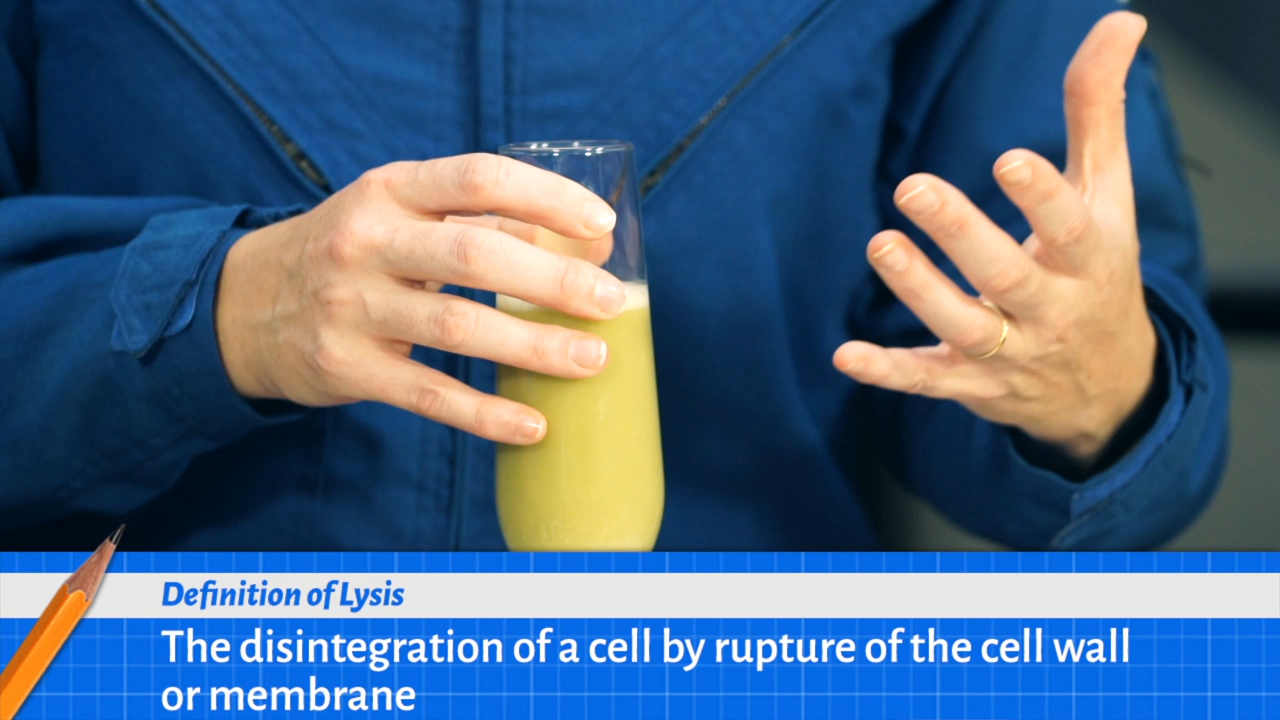 Definition of Lysis
The disintegration of a cell by rupture of the cell wall
or membrane